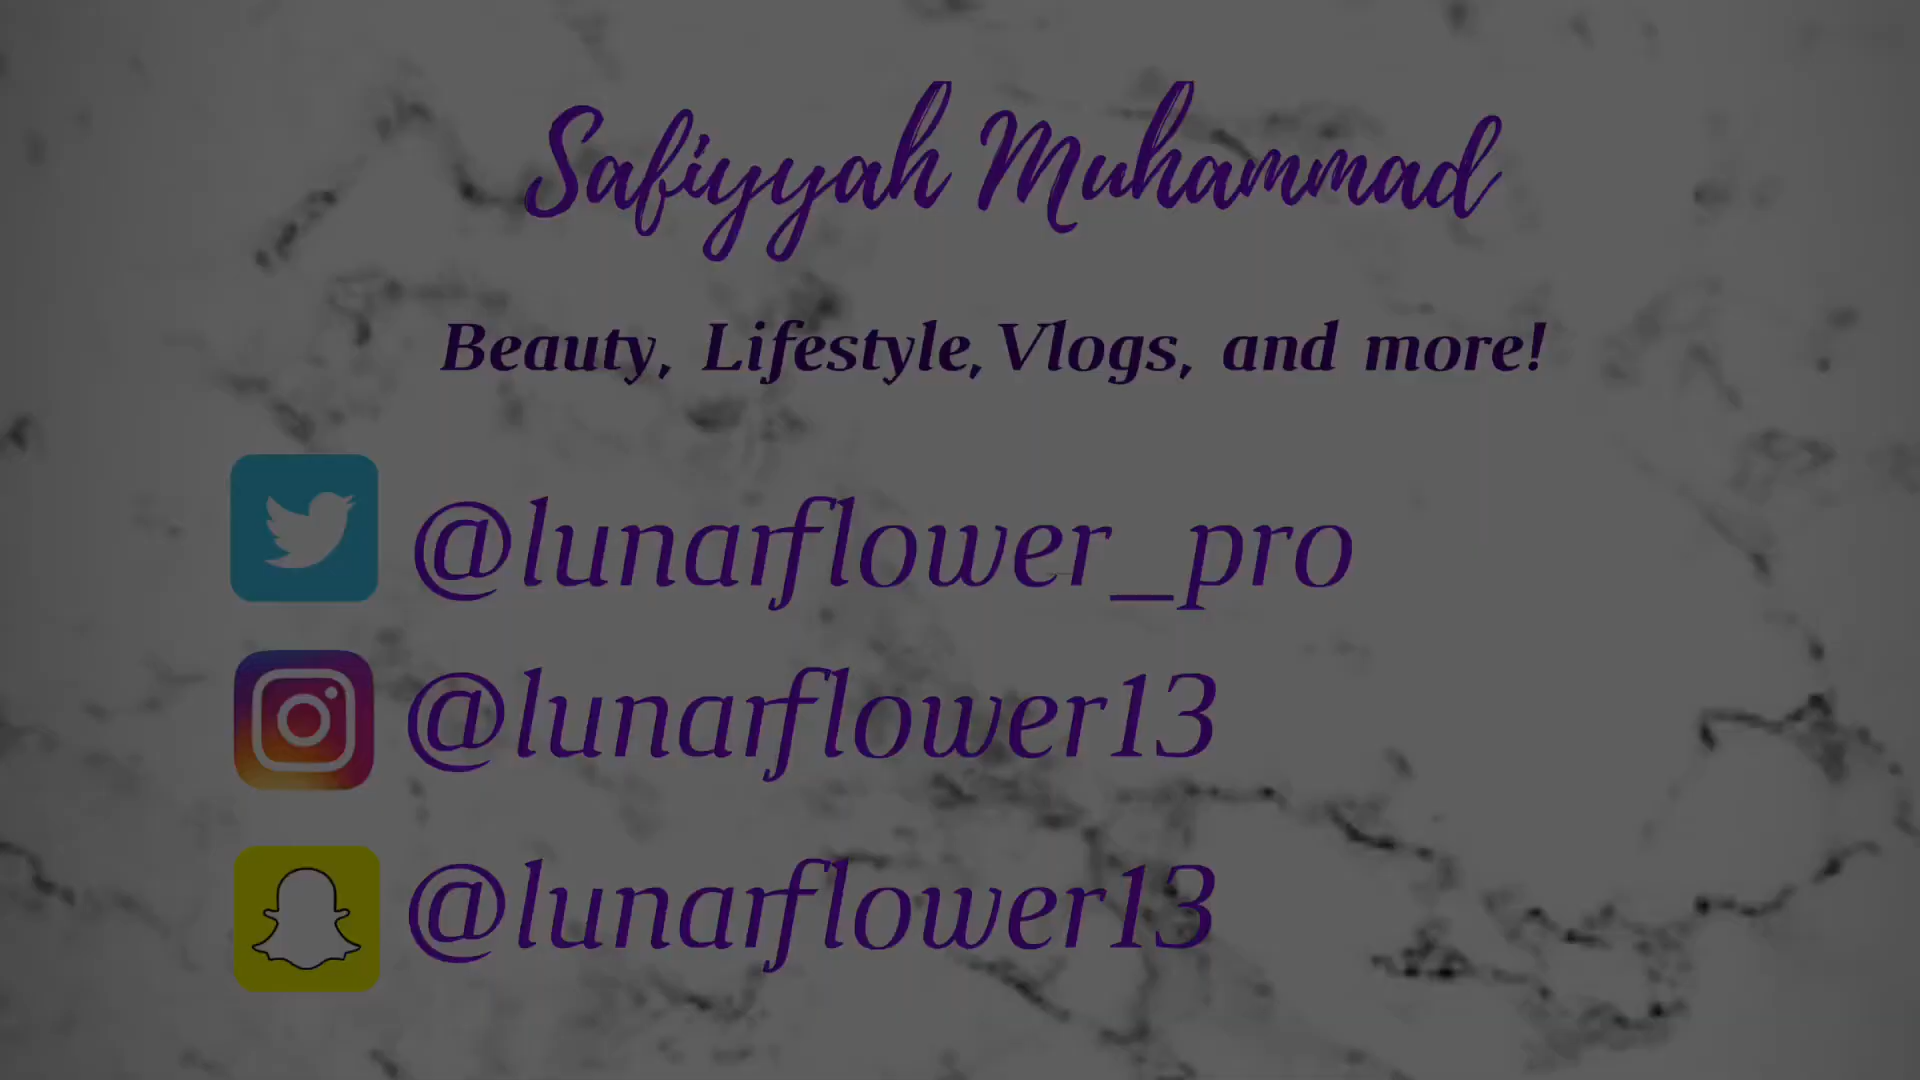 Safiyyah Muhammad
Beauty, Lifestyle, Vlogs, and more!
@lunarflower_pro
@lunarflower13
@lunarflower13